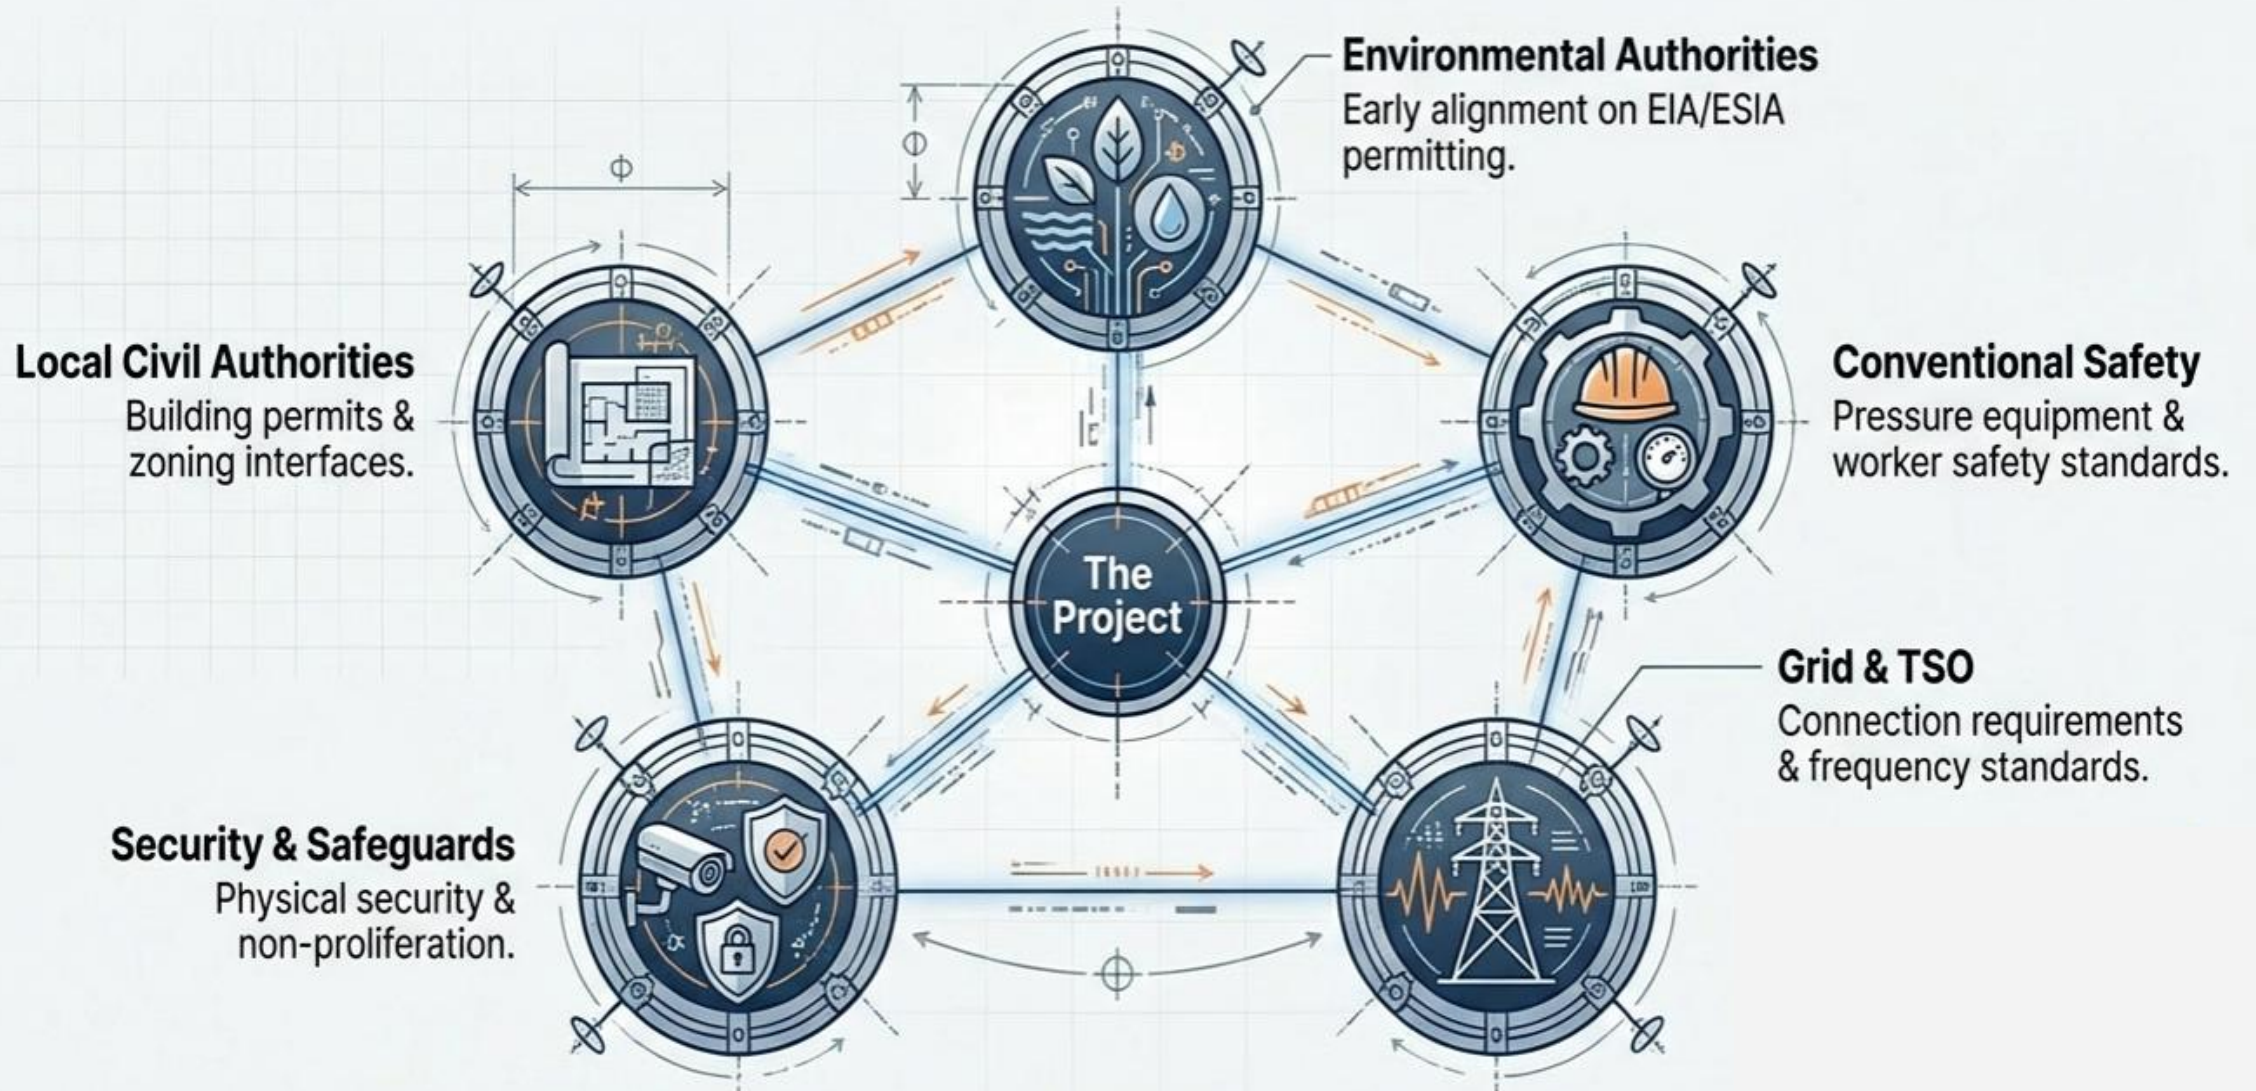 Environmental Authorities
Early alignment on EIA/ESIA
permitting.
Local Civil Authorities
Building permits &
zoning interfaces.
Conventional Safety
Pressure equipment &
worker safety standards.
The
Project
Grid & TSO
Connection requirements
& frequency standards.
Security & Safeguards
Physical security &
non-proliferation.